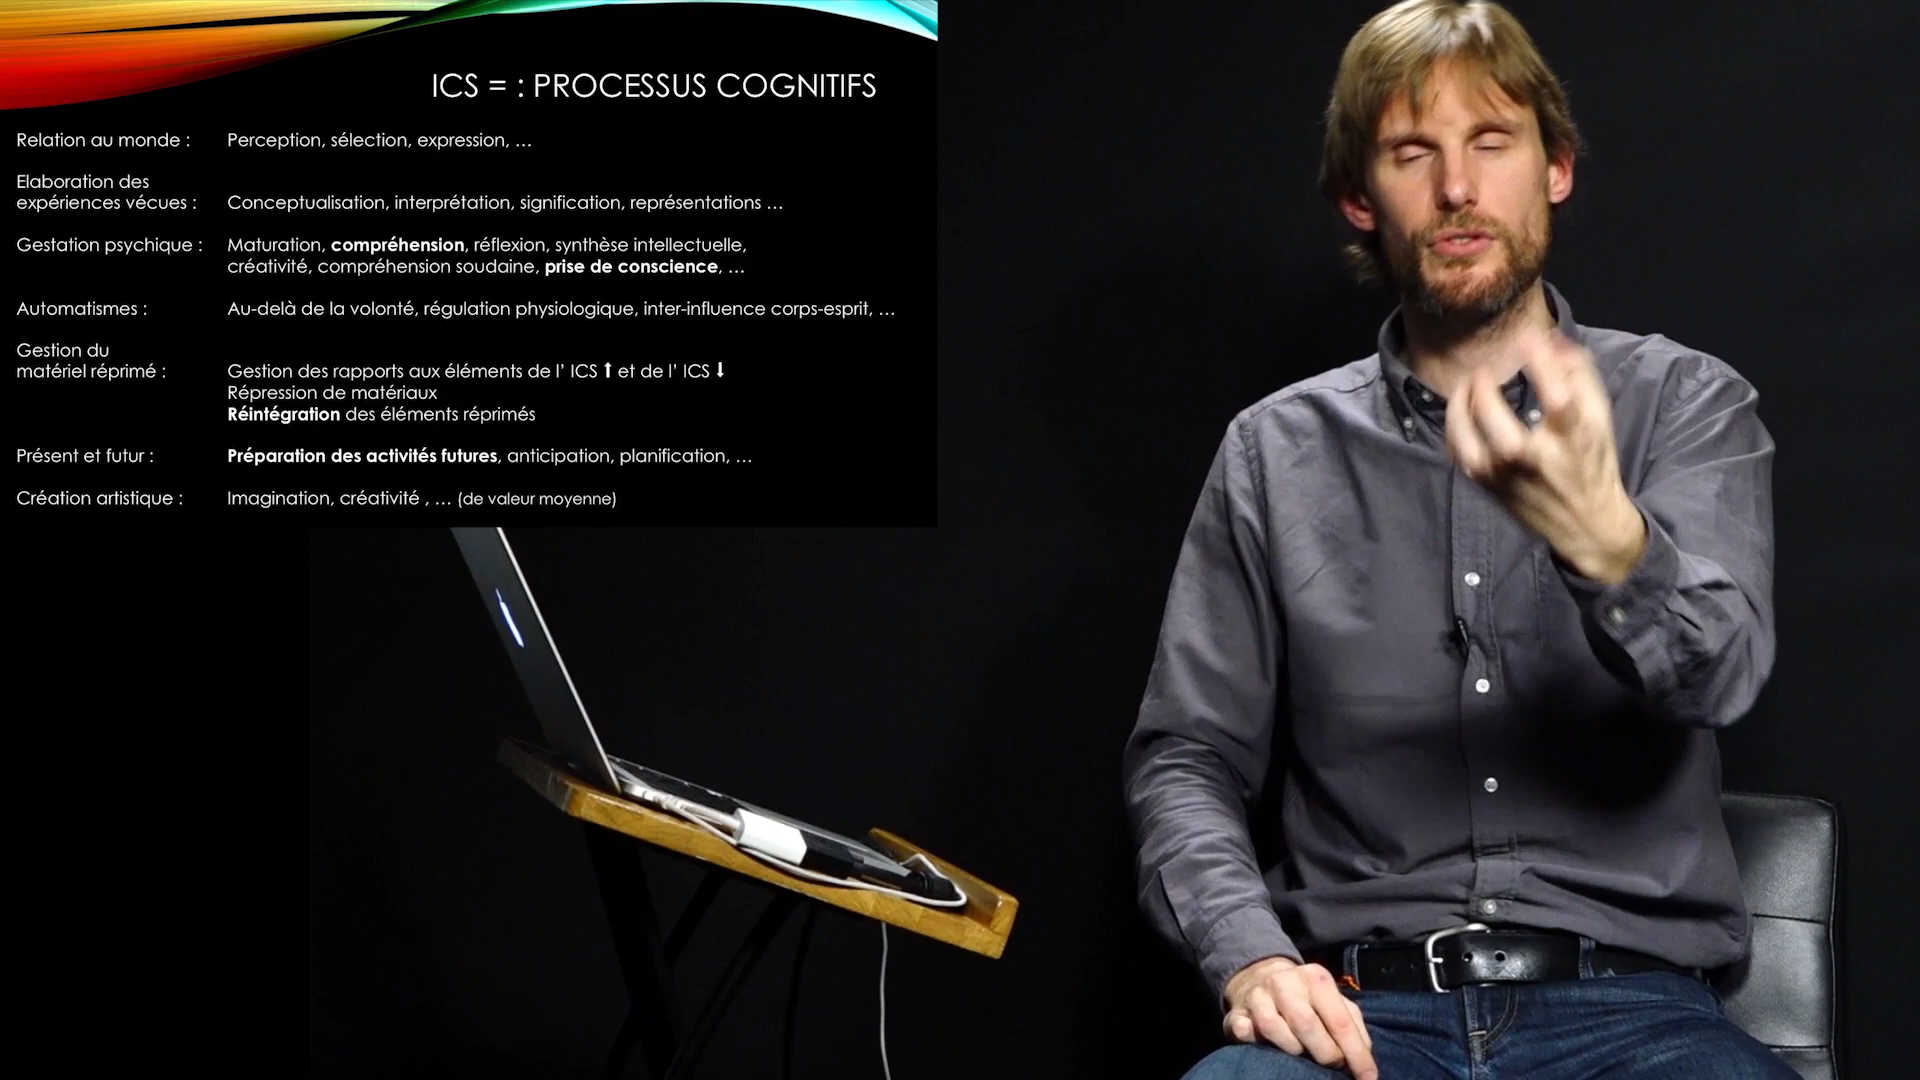 ICS = : PROCESSUS COGNITIFS
Relation au monde : Perception, sélection, expression, …
Elaboration des
expériences vécues : Conceptualisation, interprétation, signification, représentations …
Gestation psychique : Maturation, compréhension, réflexion, synthèse intellectuelle,
créativité, compréhension soudaine, prise de conscience, …
Automatismes : Au-delà de la volonté, régulation physiologique, inter-influence corps-esprit, …
Gestion du
matériel réprimé : Gestion des rapports aux éléments de l’ ICS ⬆ et de l’ ICS ⬇
Répression de matériaux
Réintégration des éléments réprimés
Présent et futur : Préparation des activités futures, anticipation, planification, …
Création artistique : Imagination, créativité , … (de valeur moyenne)